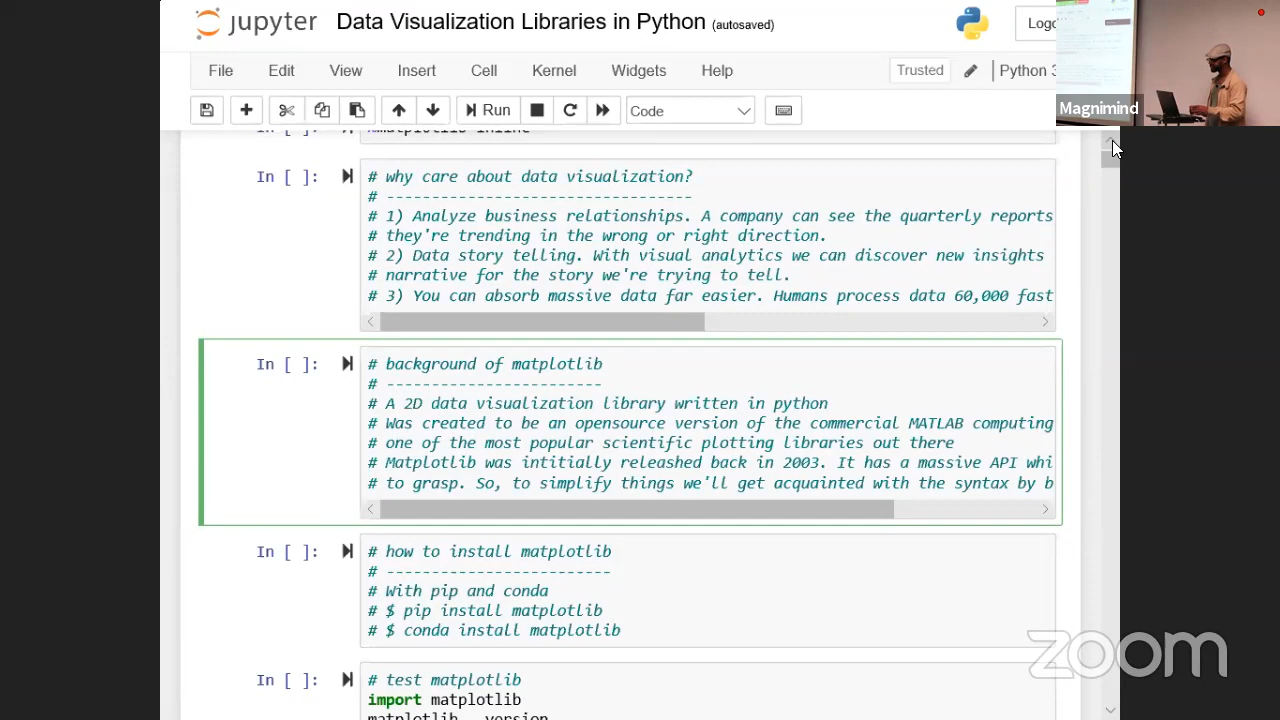 jupyter Data Visualization Libraries in Python (autosaved)
File Edit View Insert Cell Kernel Widgets Help Trusted Python 3
Run Code
Magnimind
In [ ]:
# why care about data visualization?
# ----------------------------------
# 1) Analyze business relationships. A company can see the quarterly reports
# they're trending in the wrong or right direction.
# 2) Data story telling. With visual analytics we can discover new insights
# narrative for the story we're trying to tell.
# 3) You can absorb massive data far easier. Humans process data 60,000 fast
In [ ]:
# background of matplotlib
# ------------------------
# A 2D data visualization library written in python
# Was created to be an opensource version of the commercial MATLAB computing
# one of the most popular scientific plotting libraries out there
# Matplotlib was intitially releashed back in 2003. It has a massive API whi
# to grasp. So, to simplify things we'll get acquainted with the syntax by b
In [ ]:
# how to install matplotlib
# -------------------------
# With pip and conda
# $ pip install matplotlib
# $ conda install matplotlib
In [ ]:
# test matplotlib
import matplotlib
zoom